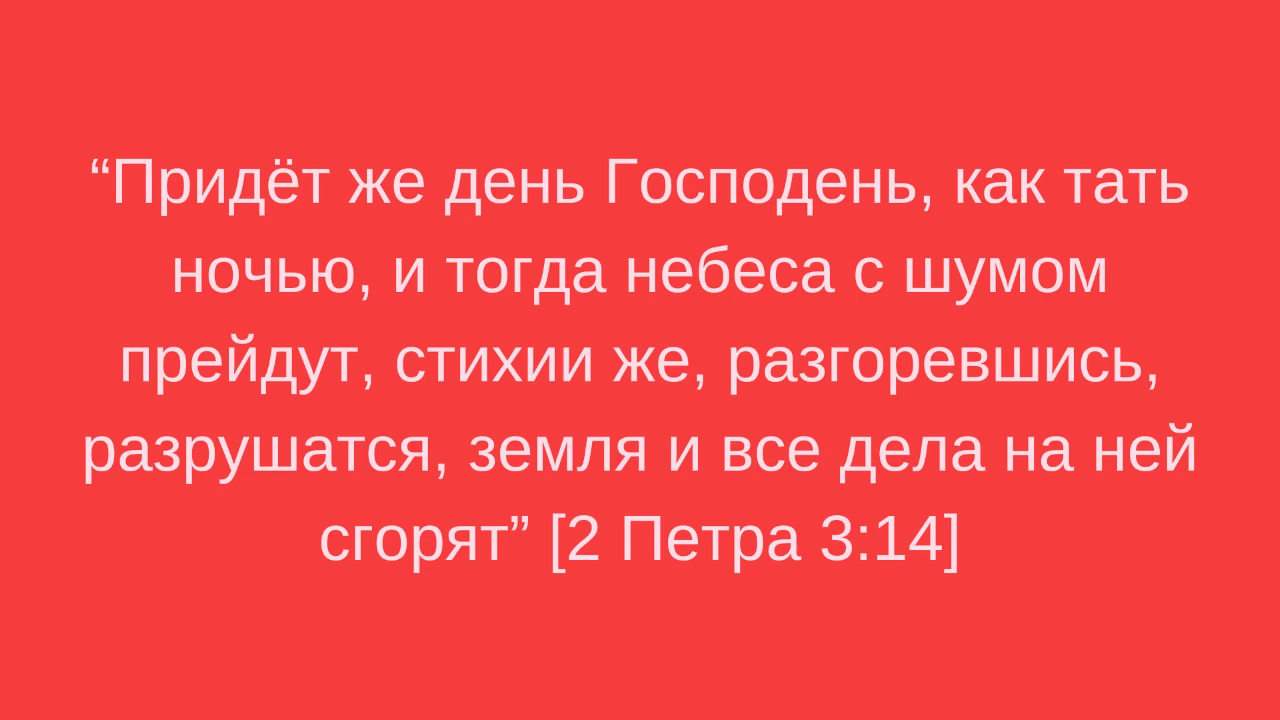 “Придёт же день Господень, как тать
ночью, и тогда небеса с шумом
прейдут, стихии же, разгоревшись,
разрушатся, земля и все дела на ней
сгорят” [2 Петра 3:14]